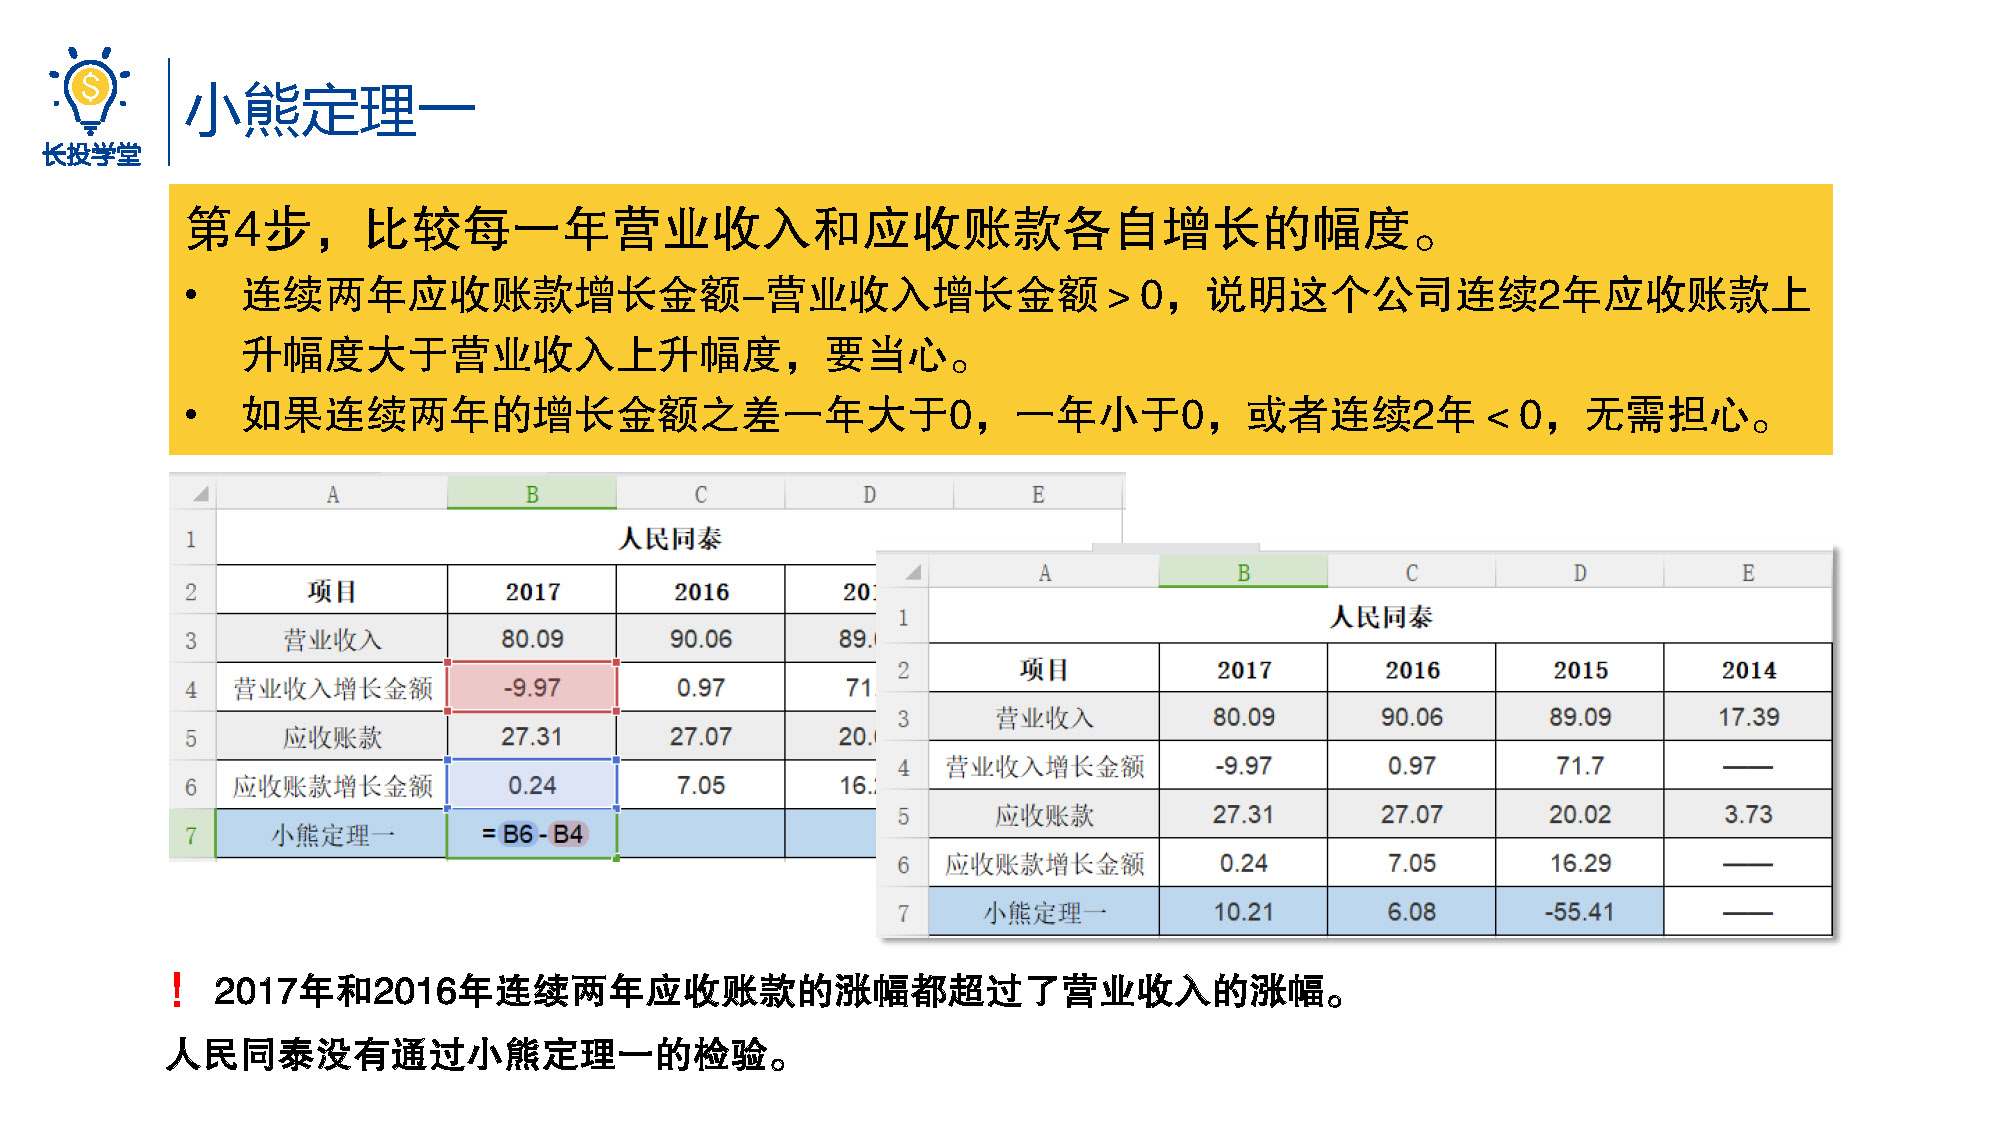 长投学堂
小熊定理一
第4步，比较每一年营业收入和应收账款各自增长的幅度。
• 连续两年应收账款增长金额–营业收入增长金额＞0，说明这个公司连续2年应收账款上
升幅度大于营业收入上升幅度，要当心。
• 如果连续两年的增长金额之差一年大于0，一年小于0，或者连续2年＜0，无需担心。
A B C D E
1 人民同泰
2 项目 2017 2016
3 营业收入 80.09 90.06
4 营业收入增长金额 -9.97 0.97
5 应收账款 27.31 27.07
6 应收账款增长金额 0.24 7.05
7 小熊定理一 =B6-B4
A B C D E
1 人民同泰
2 项目 2017 2016 2015 2014
3 营业收入 80.09 90.06 89.09 17.39
4 营业收入增长金额 -9.97 0.97 71.7 ——
5 应收账款 27.31 27.07 20.02 3.73
6 应收账款增长金额 0.24 7.05 16.29 ——
7 小熊定理一 10.21 6.08 -55.41 ——
！ 2017年和2016年连续两年应收账款的涨幅都超过了营业收入的涨幅。
人民同泰没有通过小熊定理一的检验。